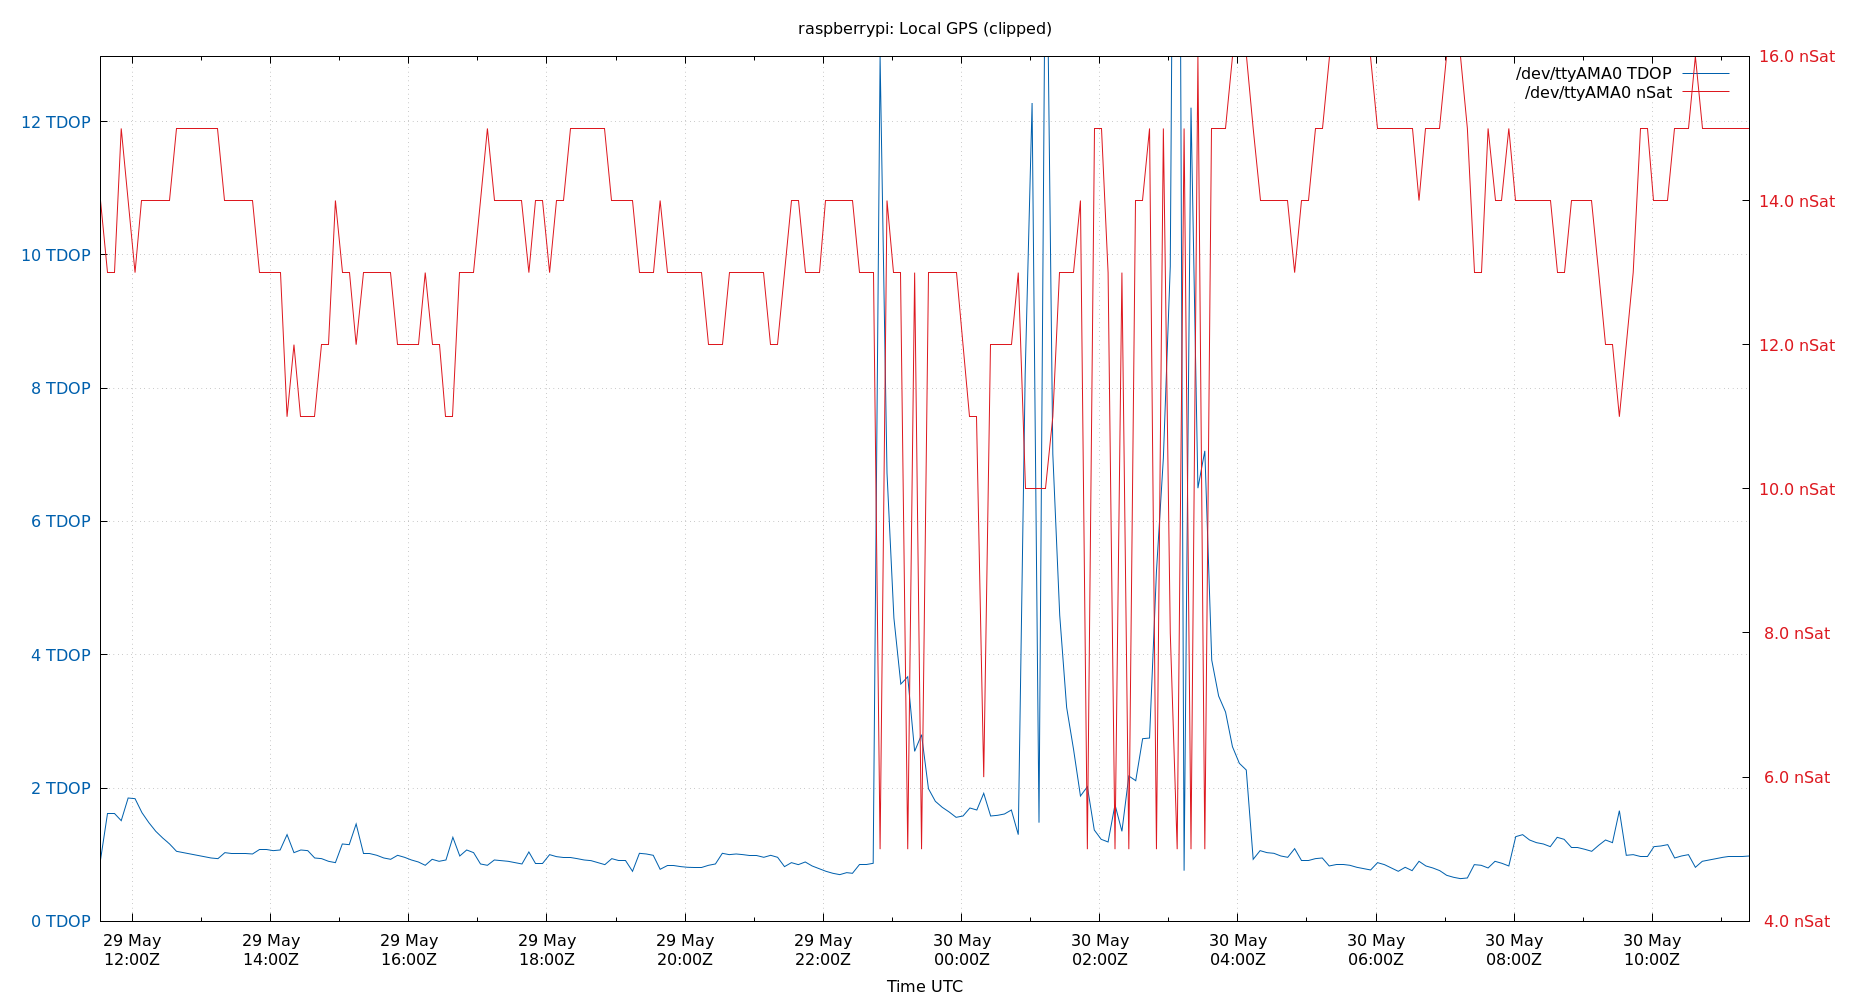 raspberrypi: Local GPS (clipped)
16.0 nSat
/dev/ttyAMA0 TDOP
/dev/ttyAMA0 nSat
12 TDOP
14.0 nSat
10 TDOP
12.0 nSat
8 TDOP
10.0 nSat
6 TDOP
8.0 nSat
4 TDOP
6.0 nSat
2 TDOP
0 TDOP
4.0 nSat
29 May 29 May 29 May 29 May 29 May 29 May 30 May 30 May 30 May 30 May 30 May 30 May
12:00Z 14:00Z 16:00Z 18:00Z 20:00Z 22:00Z 00:00Z 02:00Z 04:00Z 06:00Z 08:00Z 10:00Z
Time UTC